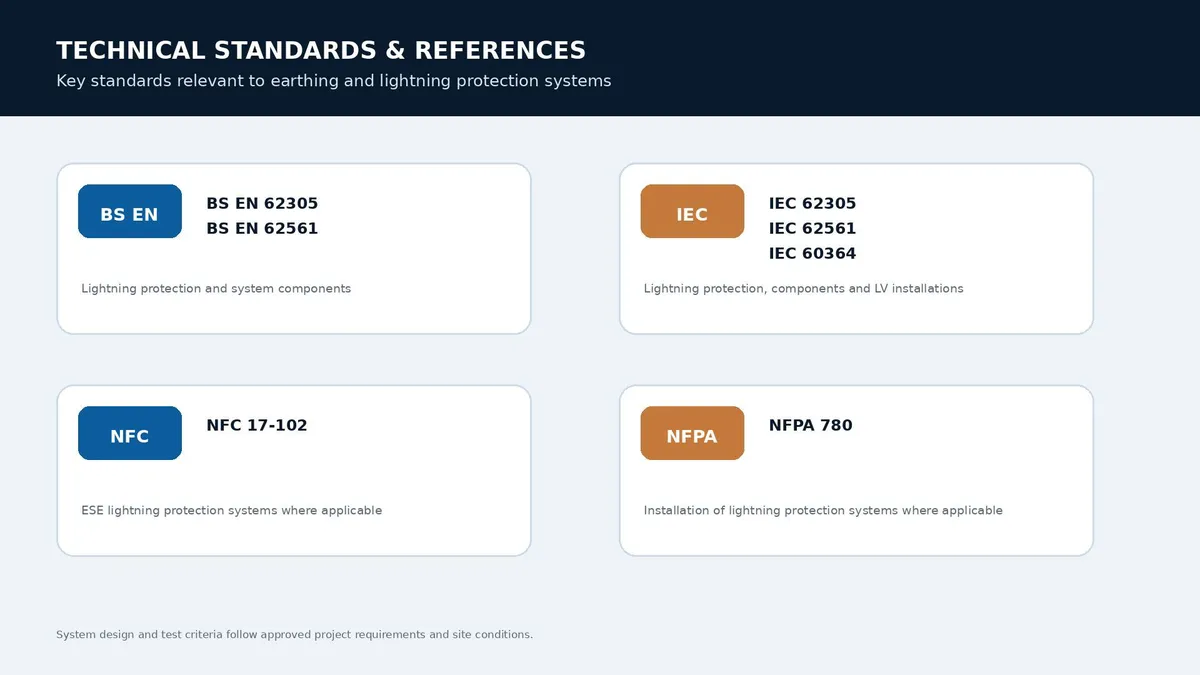 TECHNICAL STANDARDS & REFERENCES
Key standards relevant to earthing and lightning protection systems
BS EN
BS EN 62305
BS EN 62561
Lightning protection and system components
IEC
IEC 62305
IEC 62561
IEC 60364
Lightning protection, components and LV installations
NFC
NFC 17-102
ESE lightning protection systems where applicable
NFPA
NFPA 780
Installation of lightning protection systems where applicable
System design and test criteria follow approved project requirements and site conditions.